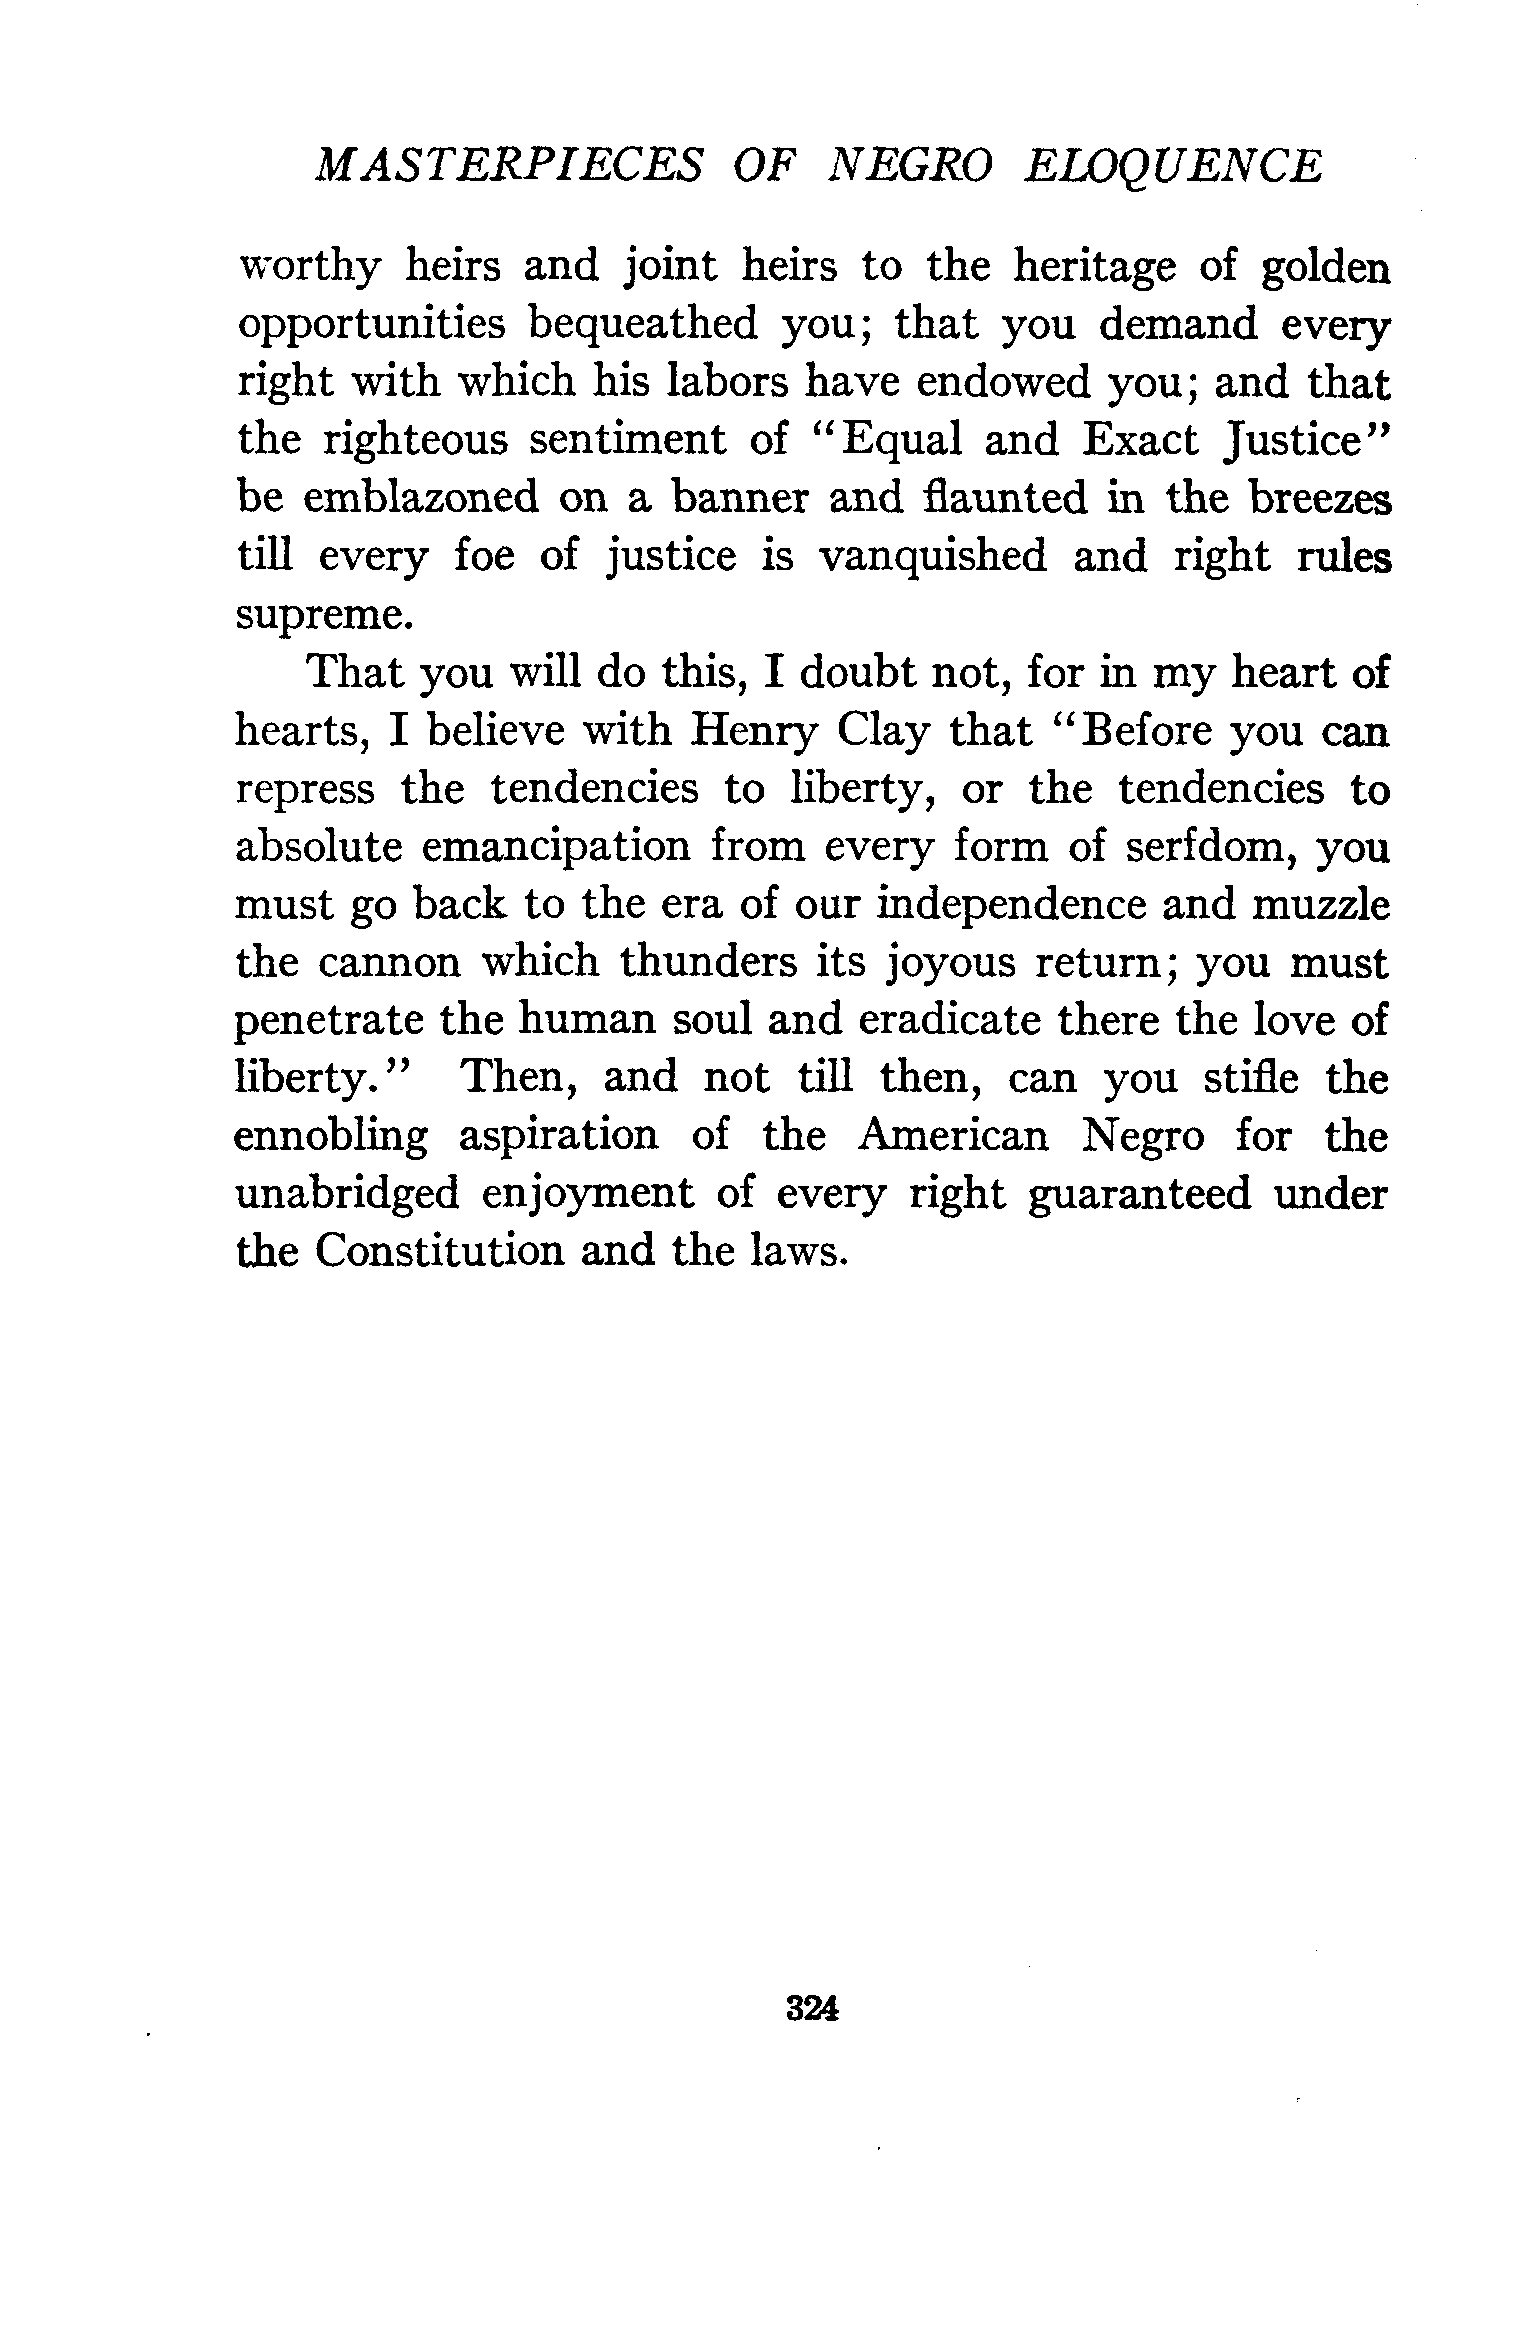 MASTERPIECES OF NEGRO ELOQUENCE
worthy heirs and joint heirs to the heritage of golden
opportunities bequeathed you; that you demand every
right with which his labors have endowed you; and that
the righteous sentiment of “Equal and Exact Justice”
be emblazoned on a banner and flaunted in the breezes
till every foe of justice is vanquished and right rules
supreme.
That you will do this, I doubt not, for in my heart of
hearts, I believe with Henry Clay that “Before you can
repress the tendencies to liberty, or the tendencies to
absolute emancipation from every form of serfdom, you
must go back to the era of our independence and muzzle
the cannon which thunders its joyous return; you must
penetrate the human soul and eradicate there the love of
liberty.” Then, and not till then, can you stifle the
ennobling aspiration of the American Negro for the
unabridged enjoyment of every right guaranteed under
the Constitution and the laws.
324